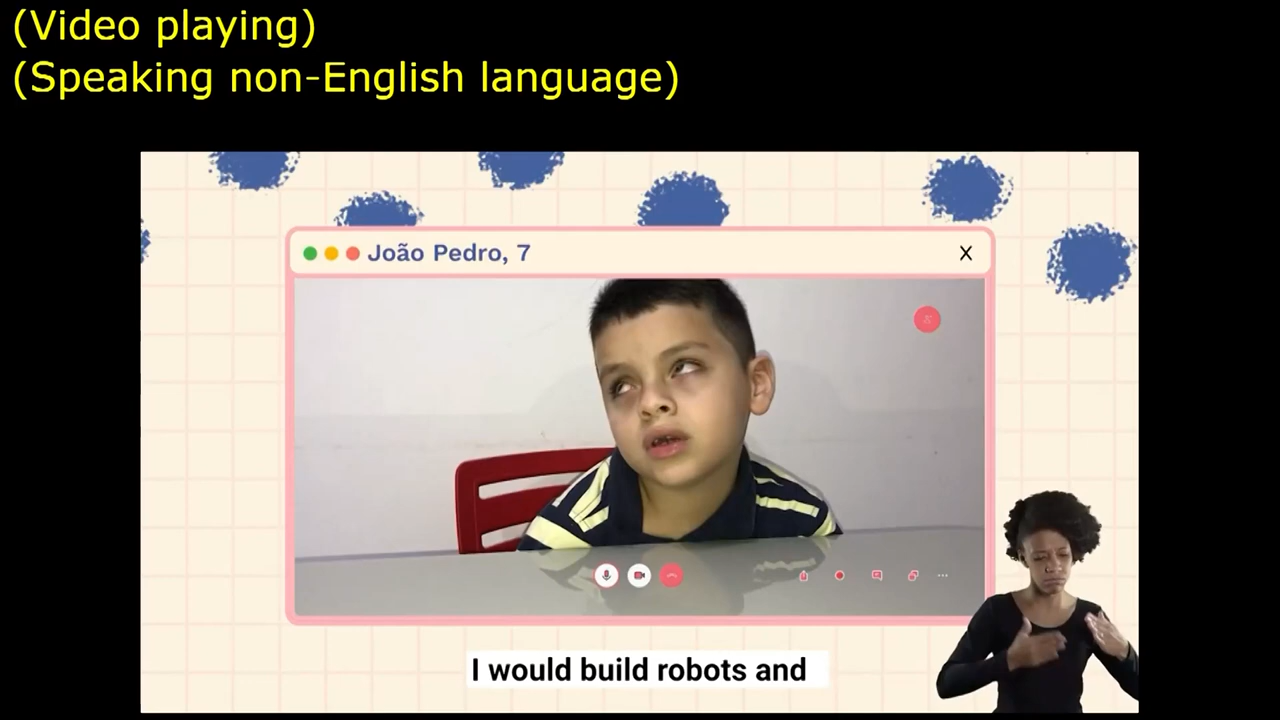 (Video playing)
(Speaking non-English language)
João Pedro, 7
X
I would build robots and